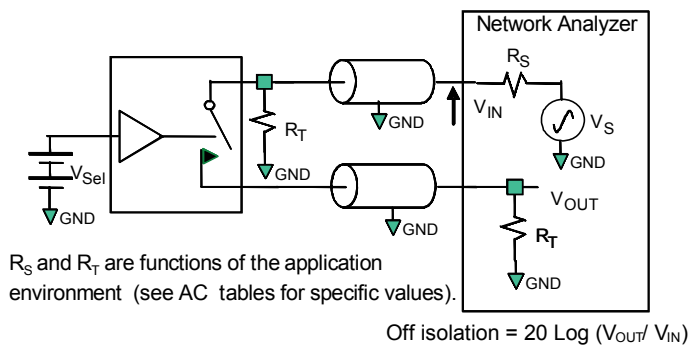 Network Analyzer
R_S
V_IN
V_S
GND
GND
R_T
GND
V_Sel
GND
GND
V_OUT
R_T
GND
R_S and R_T are functions of the application
environment (see AC tables for specific values).
Off isolation = 20 Log (V_OUT/ V_IN)